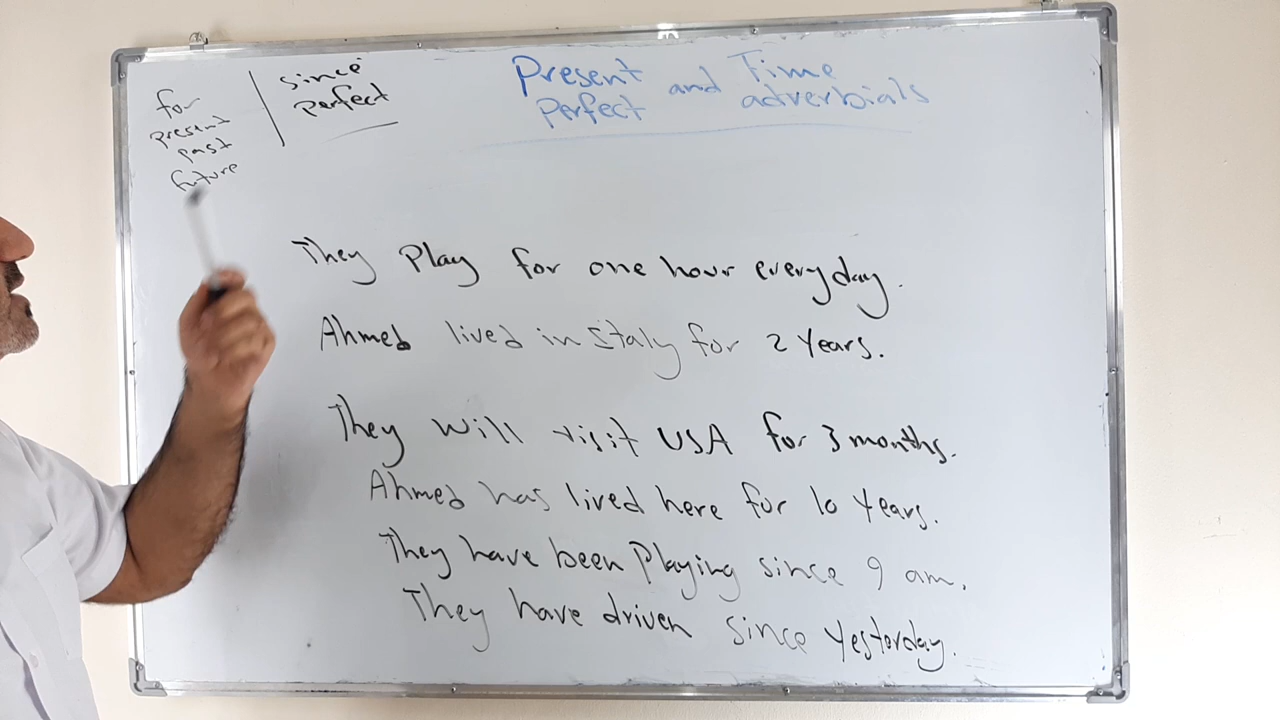 for
present
past
future
since
perfect
Present and Time
Perfect adverbials
They Play for one hour everyday.
Ahmed lived in Italy for 2 years.
They will visit USA for 3 months.
Ahmed has lived here for 10 years.
They have been Playing since 9 am.
They have driven since yesterday.